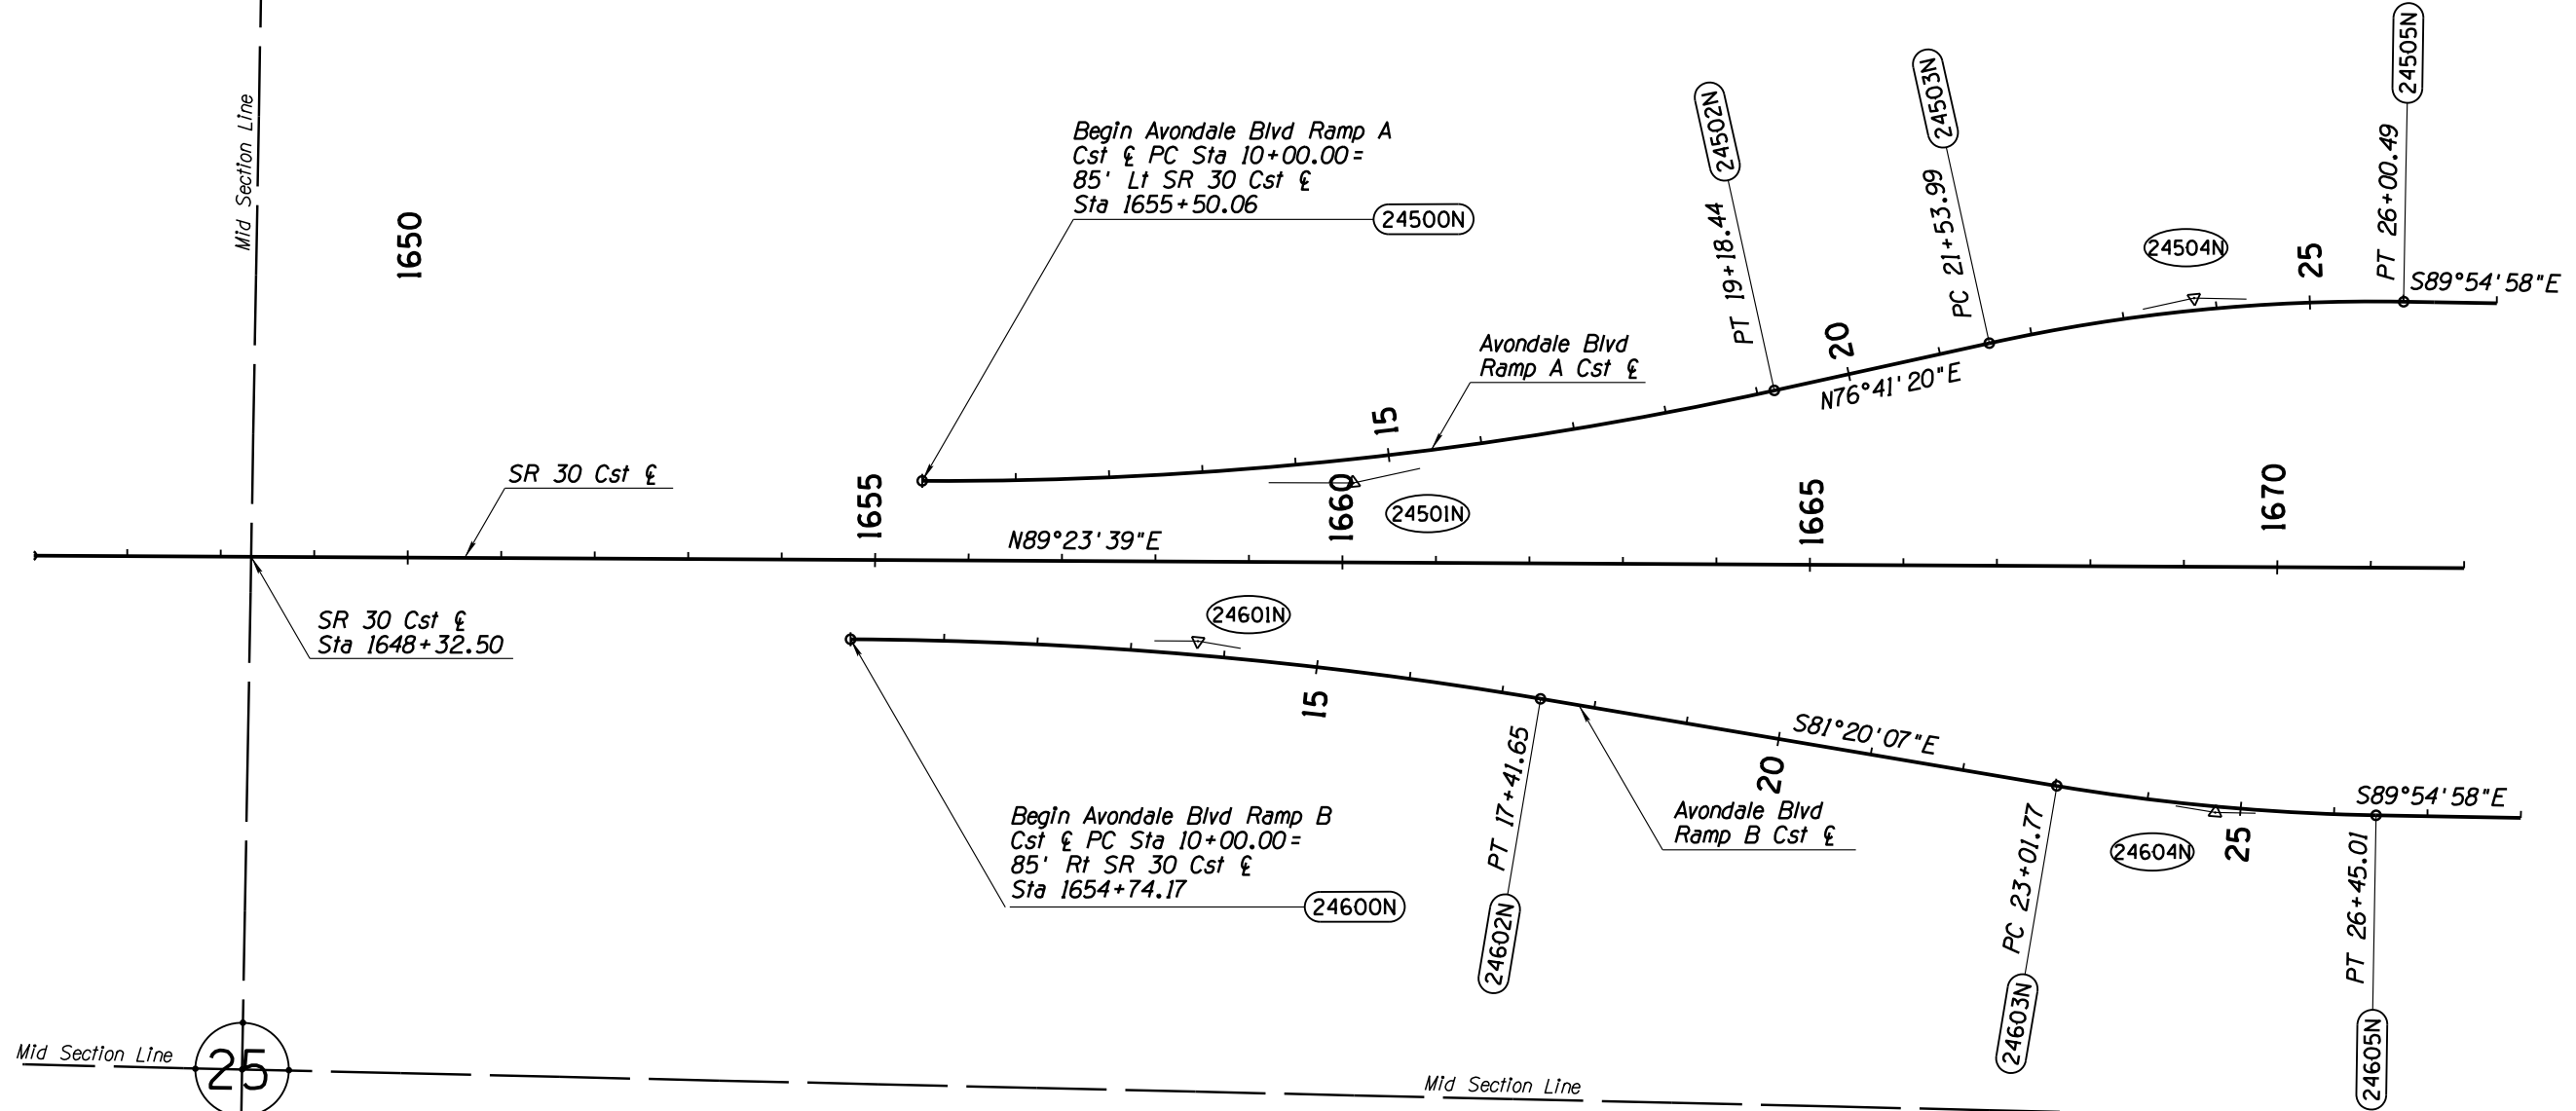 Mid Section Line
1650
Begin Avondale Blvd Ramp A
Cst ℄ PC Sta 10+00.00=
85' Lt SR 30 Cst ℄
Sta 1655+50.06
24500N
24502N
PT 19+18.44
24503N
PC 21+53.99
24505N
PT 26+00.49
24504N
25
S89°54'58"E
Avondale Blvd
Ramp A Cst ℄
20
N76°41'20"E
15
SR 30 Cst ℄
1655
1660
24501N
1665
1670
N89°23'39"E
SR 30 Cst ℄
Sta 1648+32.50
24601N
15
S81°20'07"E
20
S89°54'58"E
Begin Avondale Blvd Ramp B
Cst ℄ PC Sta 10+00.00=
85' Rt SR 30 Cst ℄
Sta 1654+74.17
24600N
PT 17+41.65
24602N
Avondale Blvd
Ramp B Cst ℄
PC 23+01.77
24603N
24604N
25
PT 26+45.01
24605N
Mid Section Line
25
Mid Section Line